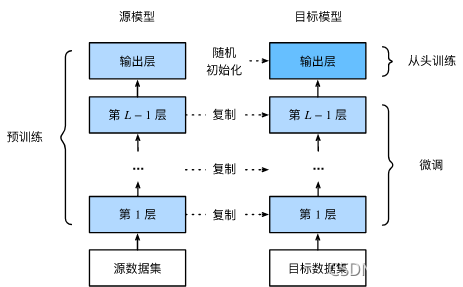 源模型
目标模型
输出层
随机
初始化
输出层
从头训练
第 L − 1 层
复制
第 L − 1 层
预训练
...
复制
...
微调
第 1 层
复制
第 1 层
源数据集
目标数据集
CSDN